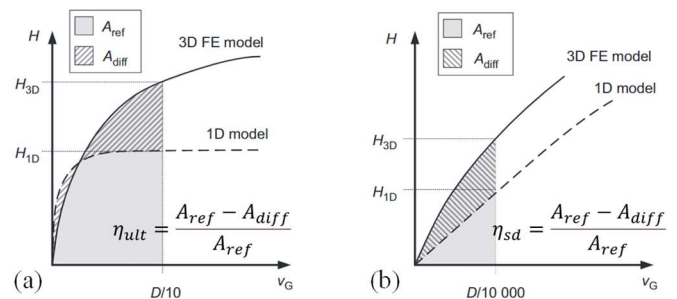 H
A_ref
A_diff
3D FE model
H_3D
1D model
H_1D
η_ult = (A_ref − A_diff) / A_ref
(a)
D/10
v_G
H
A_ref
A_diff
3D FE model
1D model
H_3D
H_1D
η_sd = (A_ref − A_diff) / A_ref
(b)
D/10 000
v_G